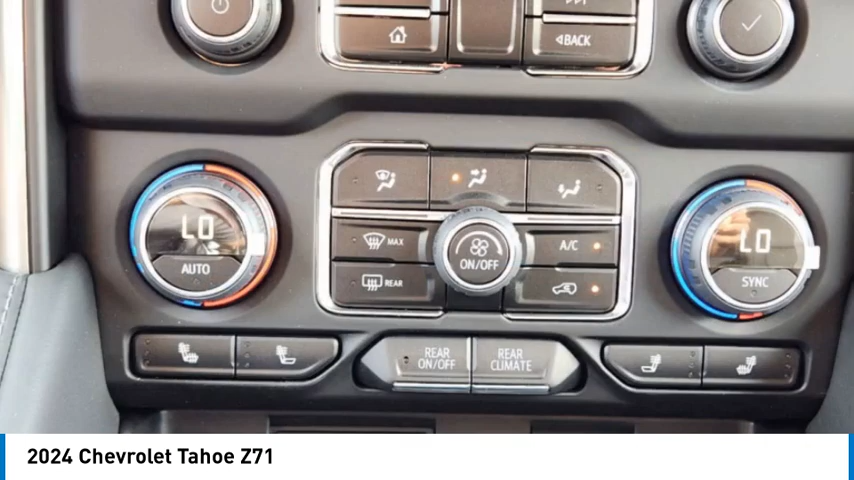 BACK
LO
AUTO
MAX
REAR
ON/OFF
A/C
LO
SYNC
REAR
ON/OFF
REAR
CLIMATE
2024 Chevrolet Tahoe Z71